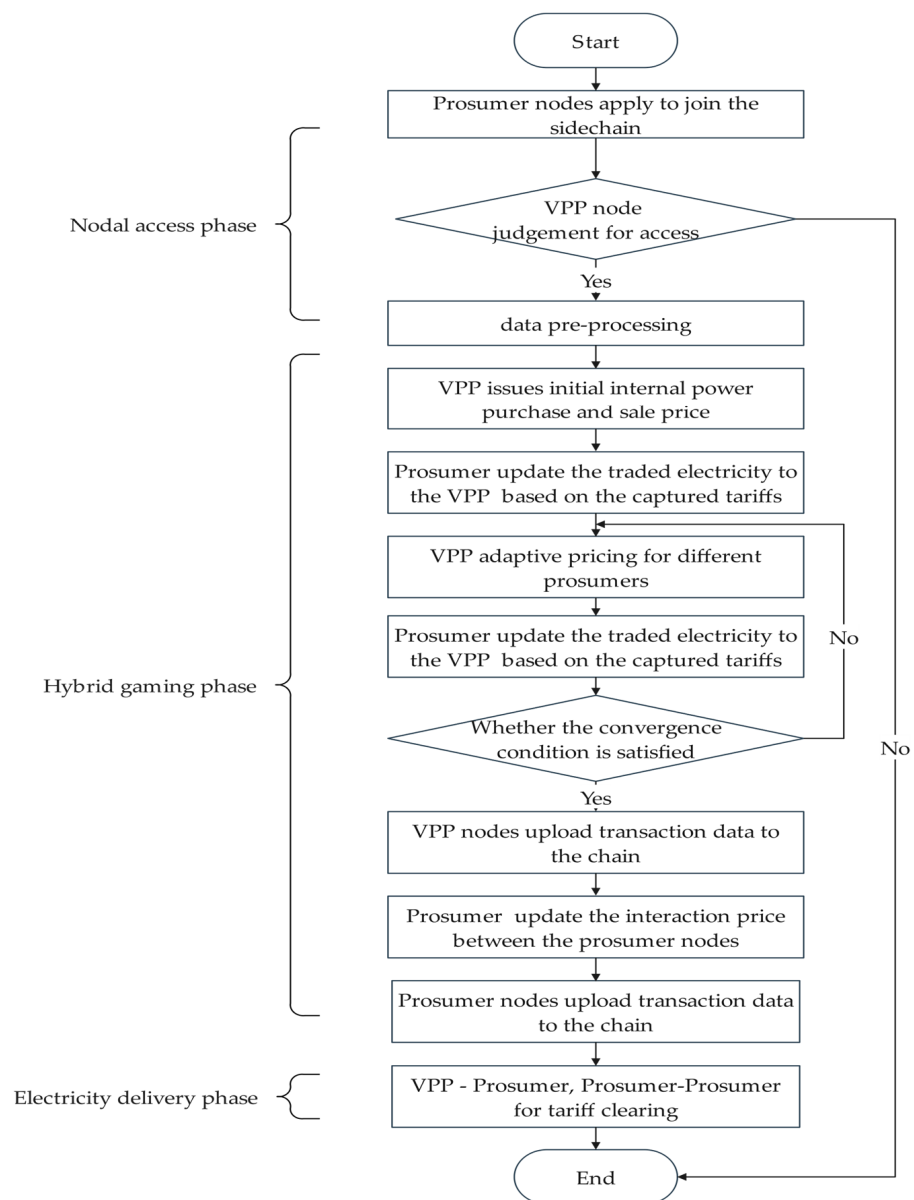 Start
Prosumer nodes apply to join the
sidechain
Nodal access phase
VPP node
judgement for access
Yes
data pre-processing
VPP issues initial internal power
purchase and sale price
Prosumer update the traded electricity to
the VPP based on the captured tariffs
VPP adaptive pricing for different
prosumers
Prosumer update the traded electricity to
the VPP based on the captured tariffs
No
Hybrid gaming phase
Whether the convergence
condition is satisfied
No
Yes
VPP nodes upload transaction data to
the chain
Prosumer update the interaction price
between the prosumer nodes
Prosumer nodes upload transaction data
to the chain
Electricity delivery phase
VPP - Prosumer, Prosumer-Prosumer
for tariff clearing
End